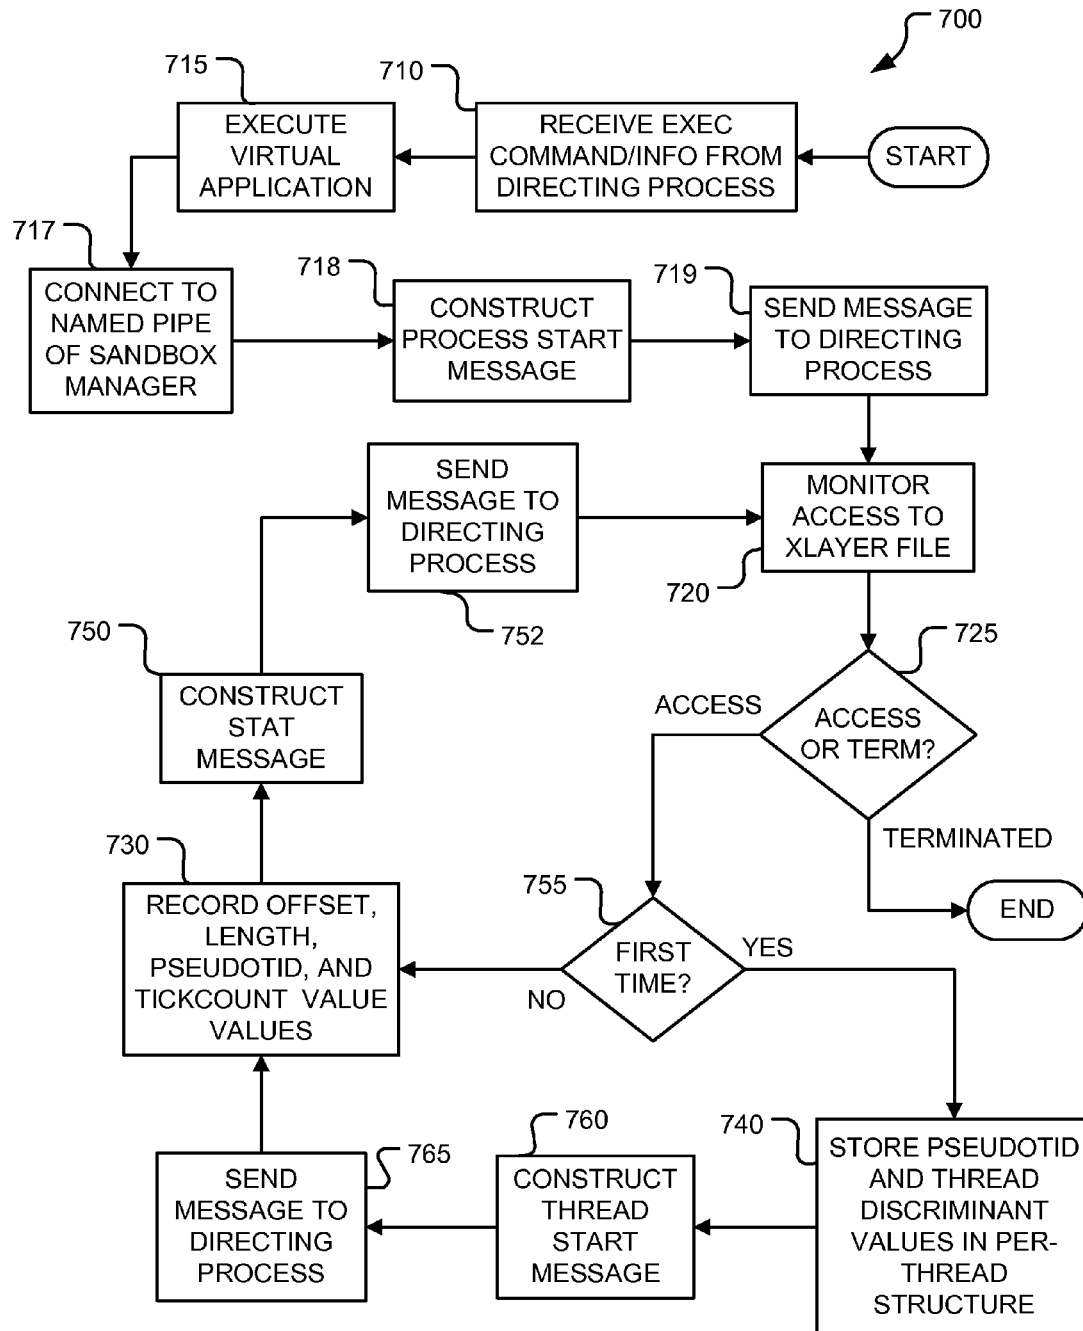 700
715
710
EXECUTE
VIRTUAL
APPLICATION
RECEIVE EXEC
COMMAND/INFO FROM
DIRECTING PROCESS
START
717
CONNECT TO
NAMED PIPE
OF SANDBOX
MANAGER
718
CONSTRUCT
PROCESS START
MESSAGE
719
SEND MESSAGE
TO DIRECTING
PROCESS
SEND
MESSAGE TO
DIRECTING
PROCESS
752
MONITOR
ACCESS TO
XLAYER FILE
720
750
CONSTRUCT
STAT
MESSAGE
725
ACCESS
ACCESS
OR TERM?
TERMINATED
END
730
RECORD OFFSET,
LENGTH,
PSEUDOTID, AND
TICKCOUNT VALUE
VALUES
755
FIRST
TIME?
YES
NO
765
SEND
MESSAGE TO
DIRECTING
PROCESS
760
CONSTRUCT
THREAD
START
MESSAGE
740
STORE PSEUDOTID
AND THREAD
DISCRIMINANT
VALUES IN PER-
THREAD
STRUCTURE